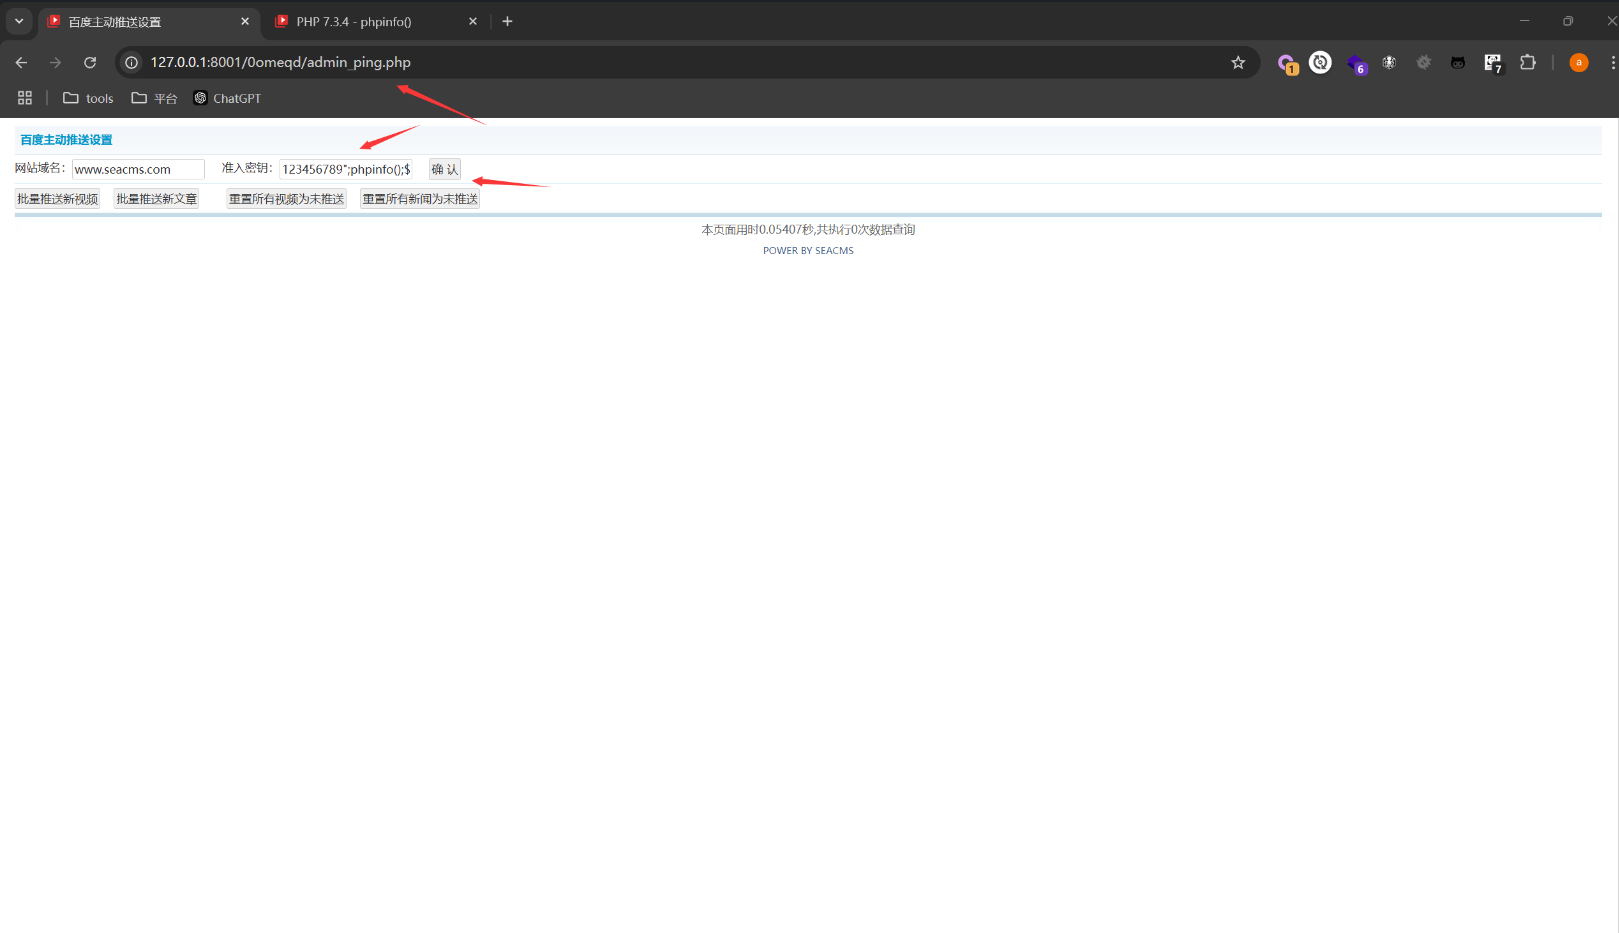 百度主动推送设置
PHP 7.3.4 - phpinfo()
127.0.0.1:8001/0omeqd/admin_ping.php
1
6
7
a
tools
平台
ChatGPT
百度主动推送设置
网站域名: www.seacms.com 准入密钥: 123456789";phpinfo();$ 确 认
批量推送新视频 批量推送新文章 重置所有视频为未推送 重置所有新闻为未推送
本页面用时0.05407秒,共执行0次数据查询
POWER BY SEACMS